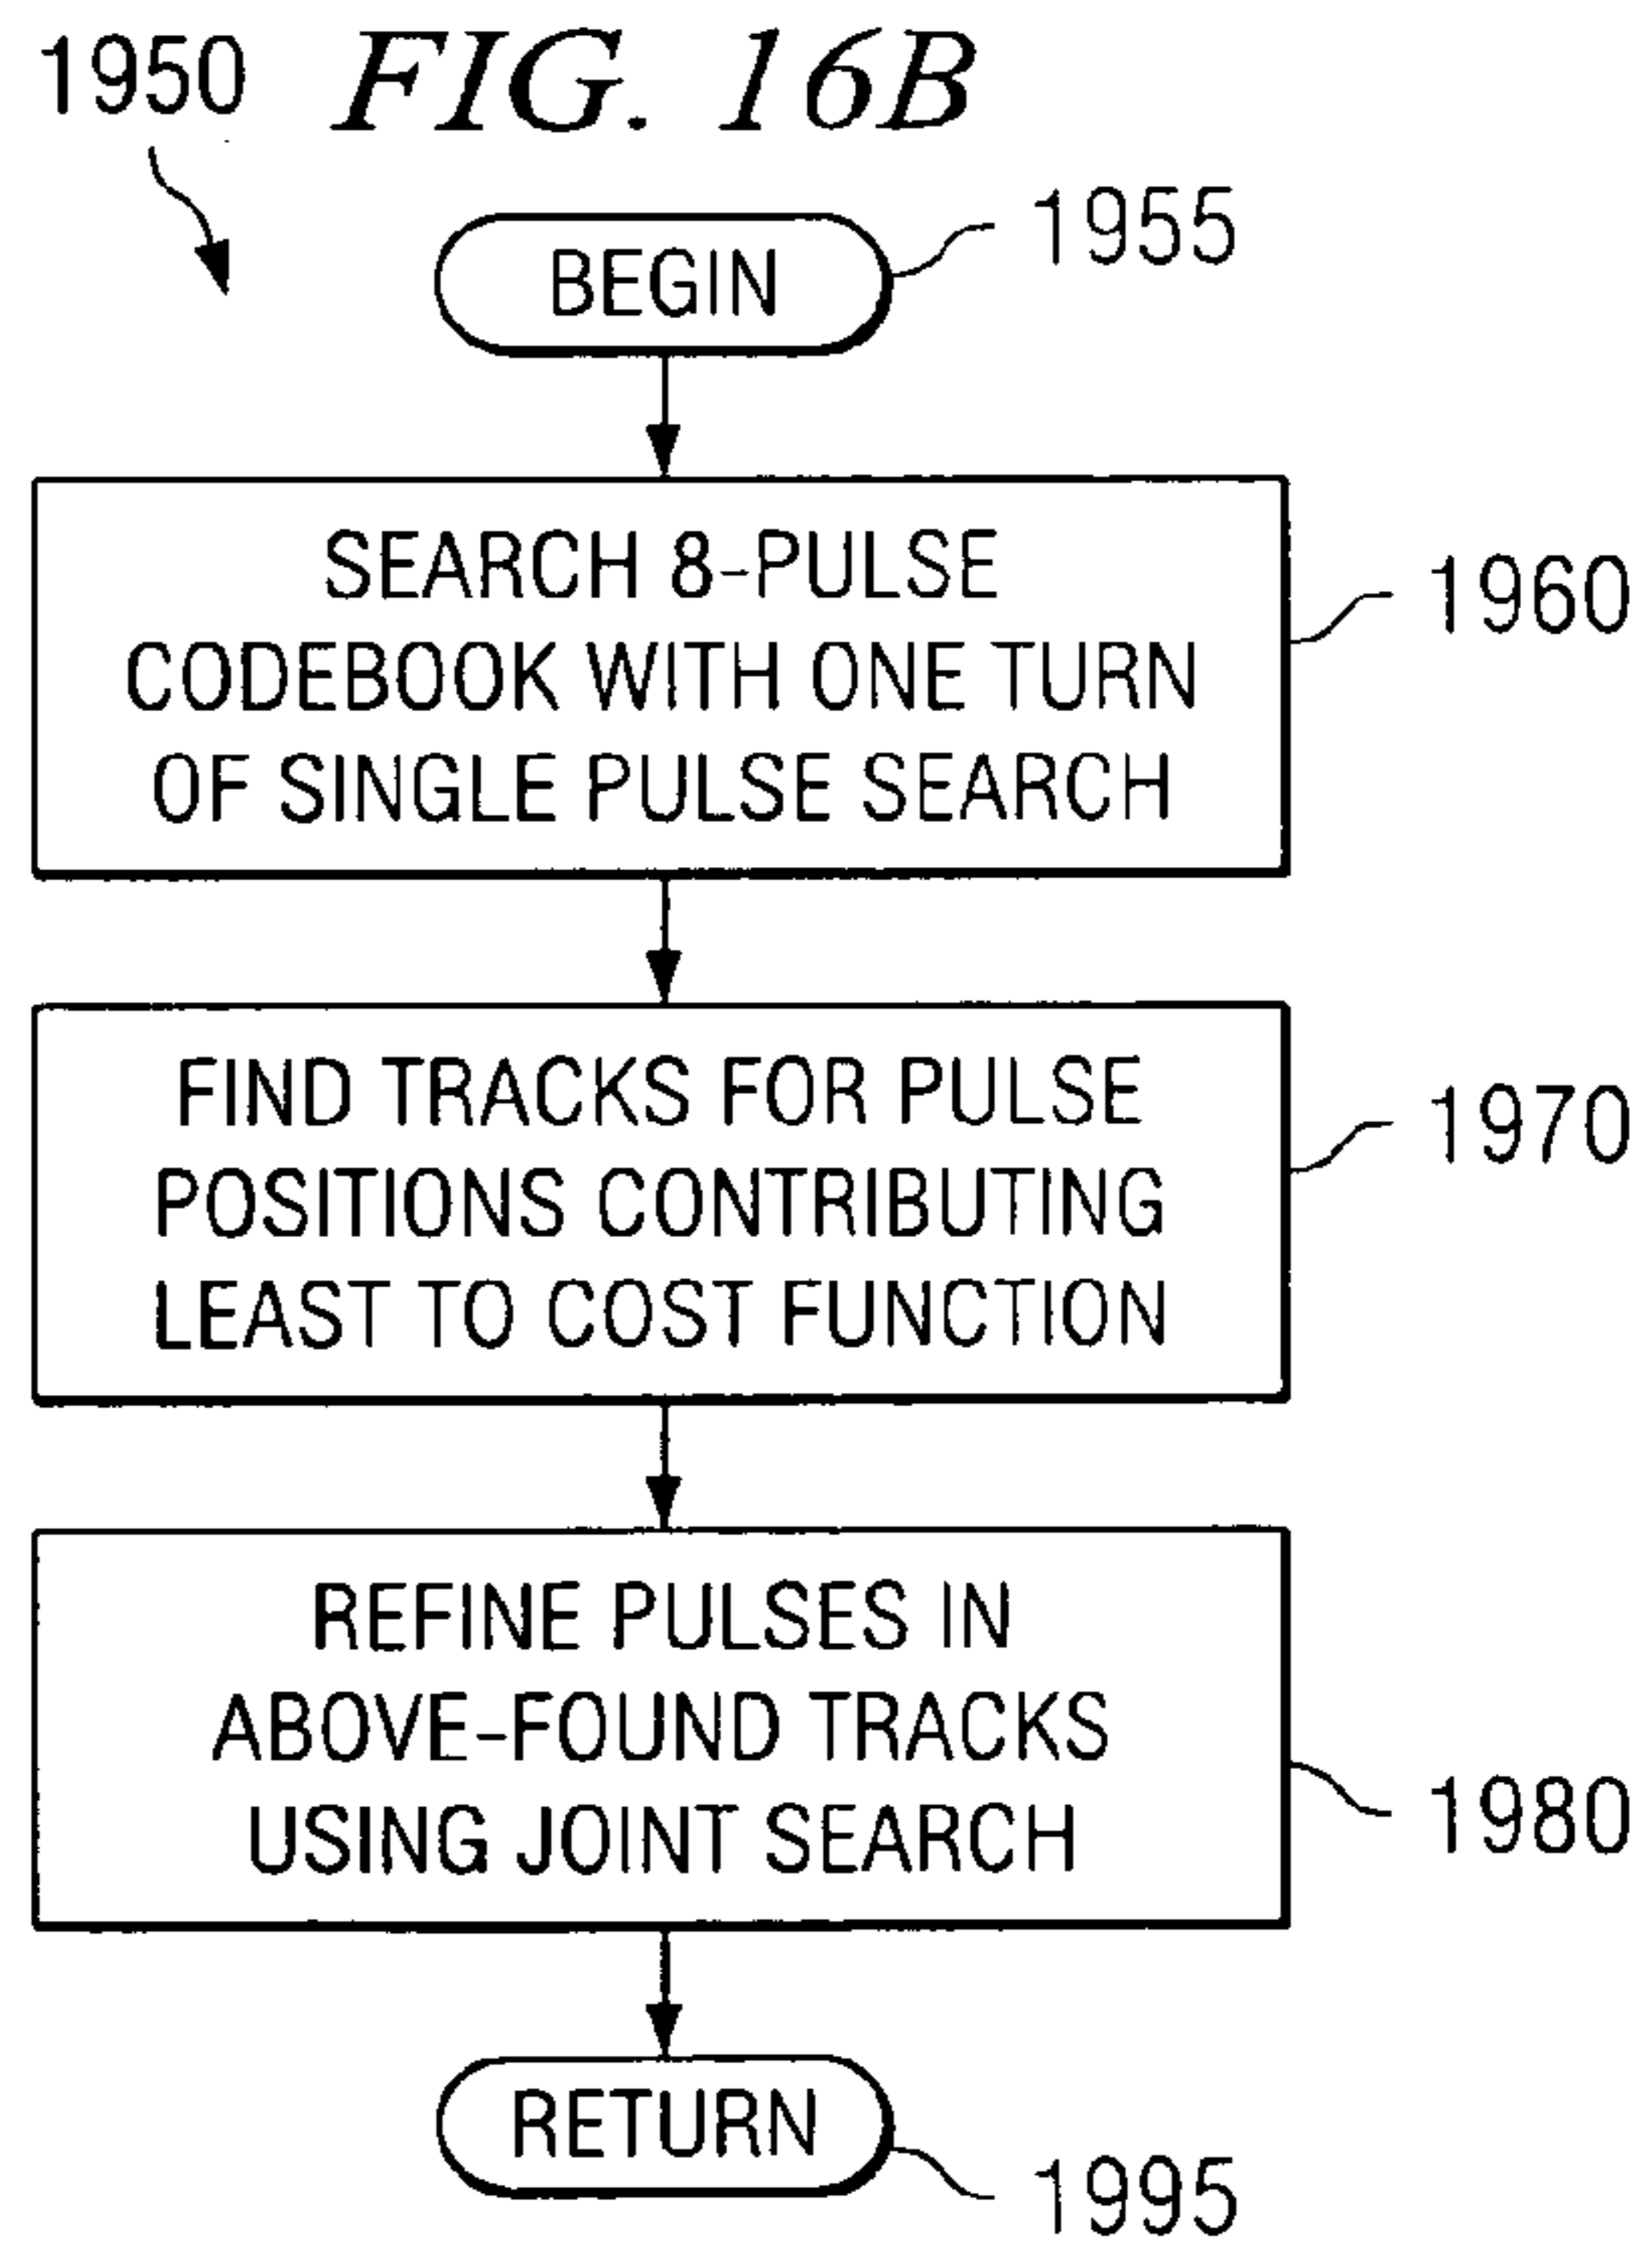 1950 FIG. 16B
BEGIN 1955
SEARCH 8-PULSE
CODEBOOK WITH ONE TURN
OF SINGLE PULSE SEARCH
1960
FIND TRACKS FOR PULSE
POSITIONS CONTRIBUTING
LEAST TO COST FUNCTION
1970
REFINE PULSES IN
ABOVE-FOUND TRACKS
USING JOINT SEARCH
1980
RETURN
1995